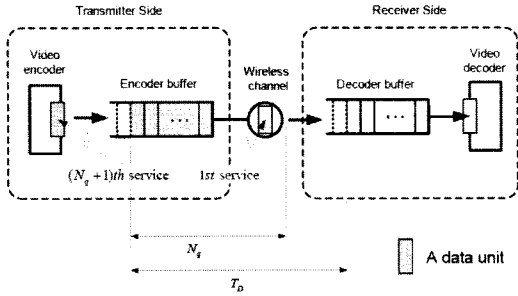 Transmitter Side
Receiver Side
Video
encoder
Encoder buffer
Wireless
channel
Decoder buffer
Video
decoder
(N_q +1)th service
1st service
N_q
T_D
A data unit